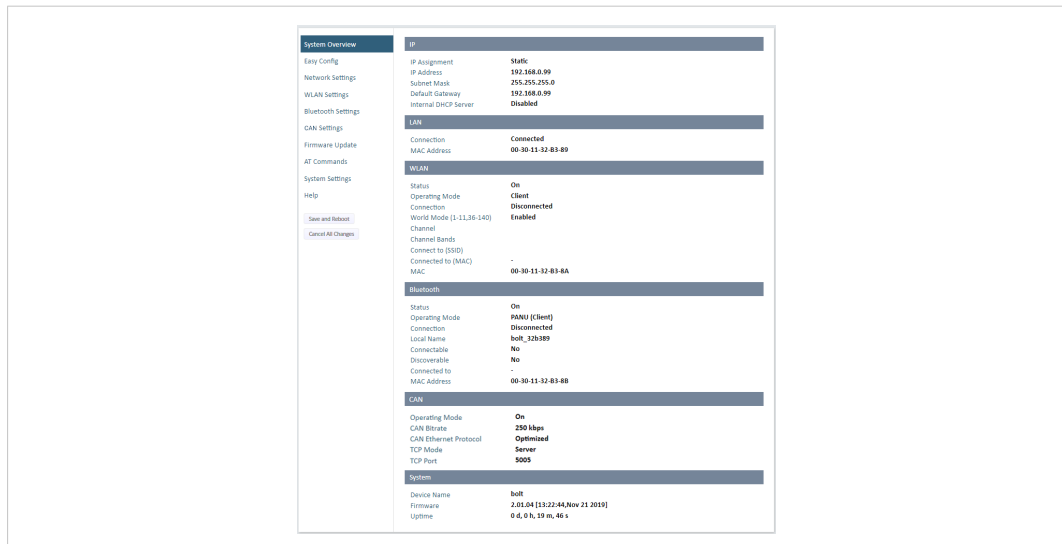 System Overview
Easy Config
Network Settings
WLAN Settings
Bluetooth Settings
CAN Settings
Firmware Update
AT Commands
System Settings
Help
Save and Reboot
Cancel All Changes
IP
IP Assignment Static
IP Address 192.168.0.99
Subnet Mask 255.255.255.0
Default Gateway 192.168.0.99
Internal DHCP Server Disabled
LAN
Connection Connected
MAC Address 00-30-11-32-B3-89
WLAN
Status On
Operating Mode Client
Connection Disconnected
World Mode (1-11,36-140) Enabled
Channel
Channel Bands
Connect to (SSID)
Connected to (MAC) -
MAC 00-30-11-32-B3-8A
Bluetooth
Status On
Operating Mode PANU (Client)
Connection Disconnected
Local Name bolt_32b389
Connectable No
Discoverable No
Connected to -
MAC Address 00-30-11-32-B3-8B
CAN
Operating Mode On
CAN Bitrate 250 kbps
CAN Ethernet Protocol Optimized
TCP Mode Server
TCP Port 5005
System
Device Name bolt
Firmware 2.01.04 [13:22:44,Nov 21 2019]
Uptime 0 d, 0 h, 19 m, 46 s